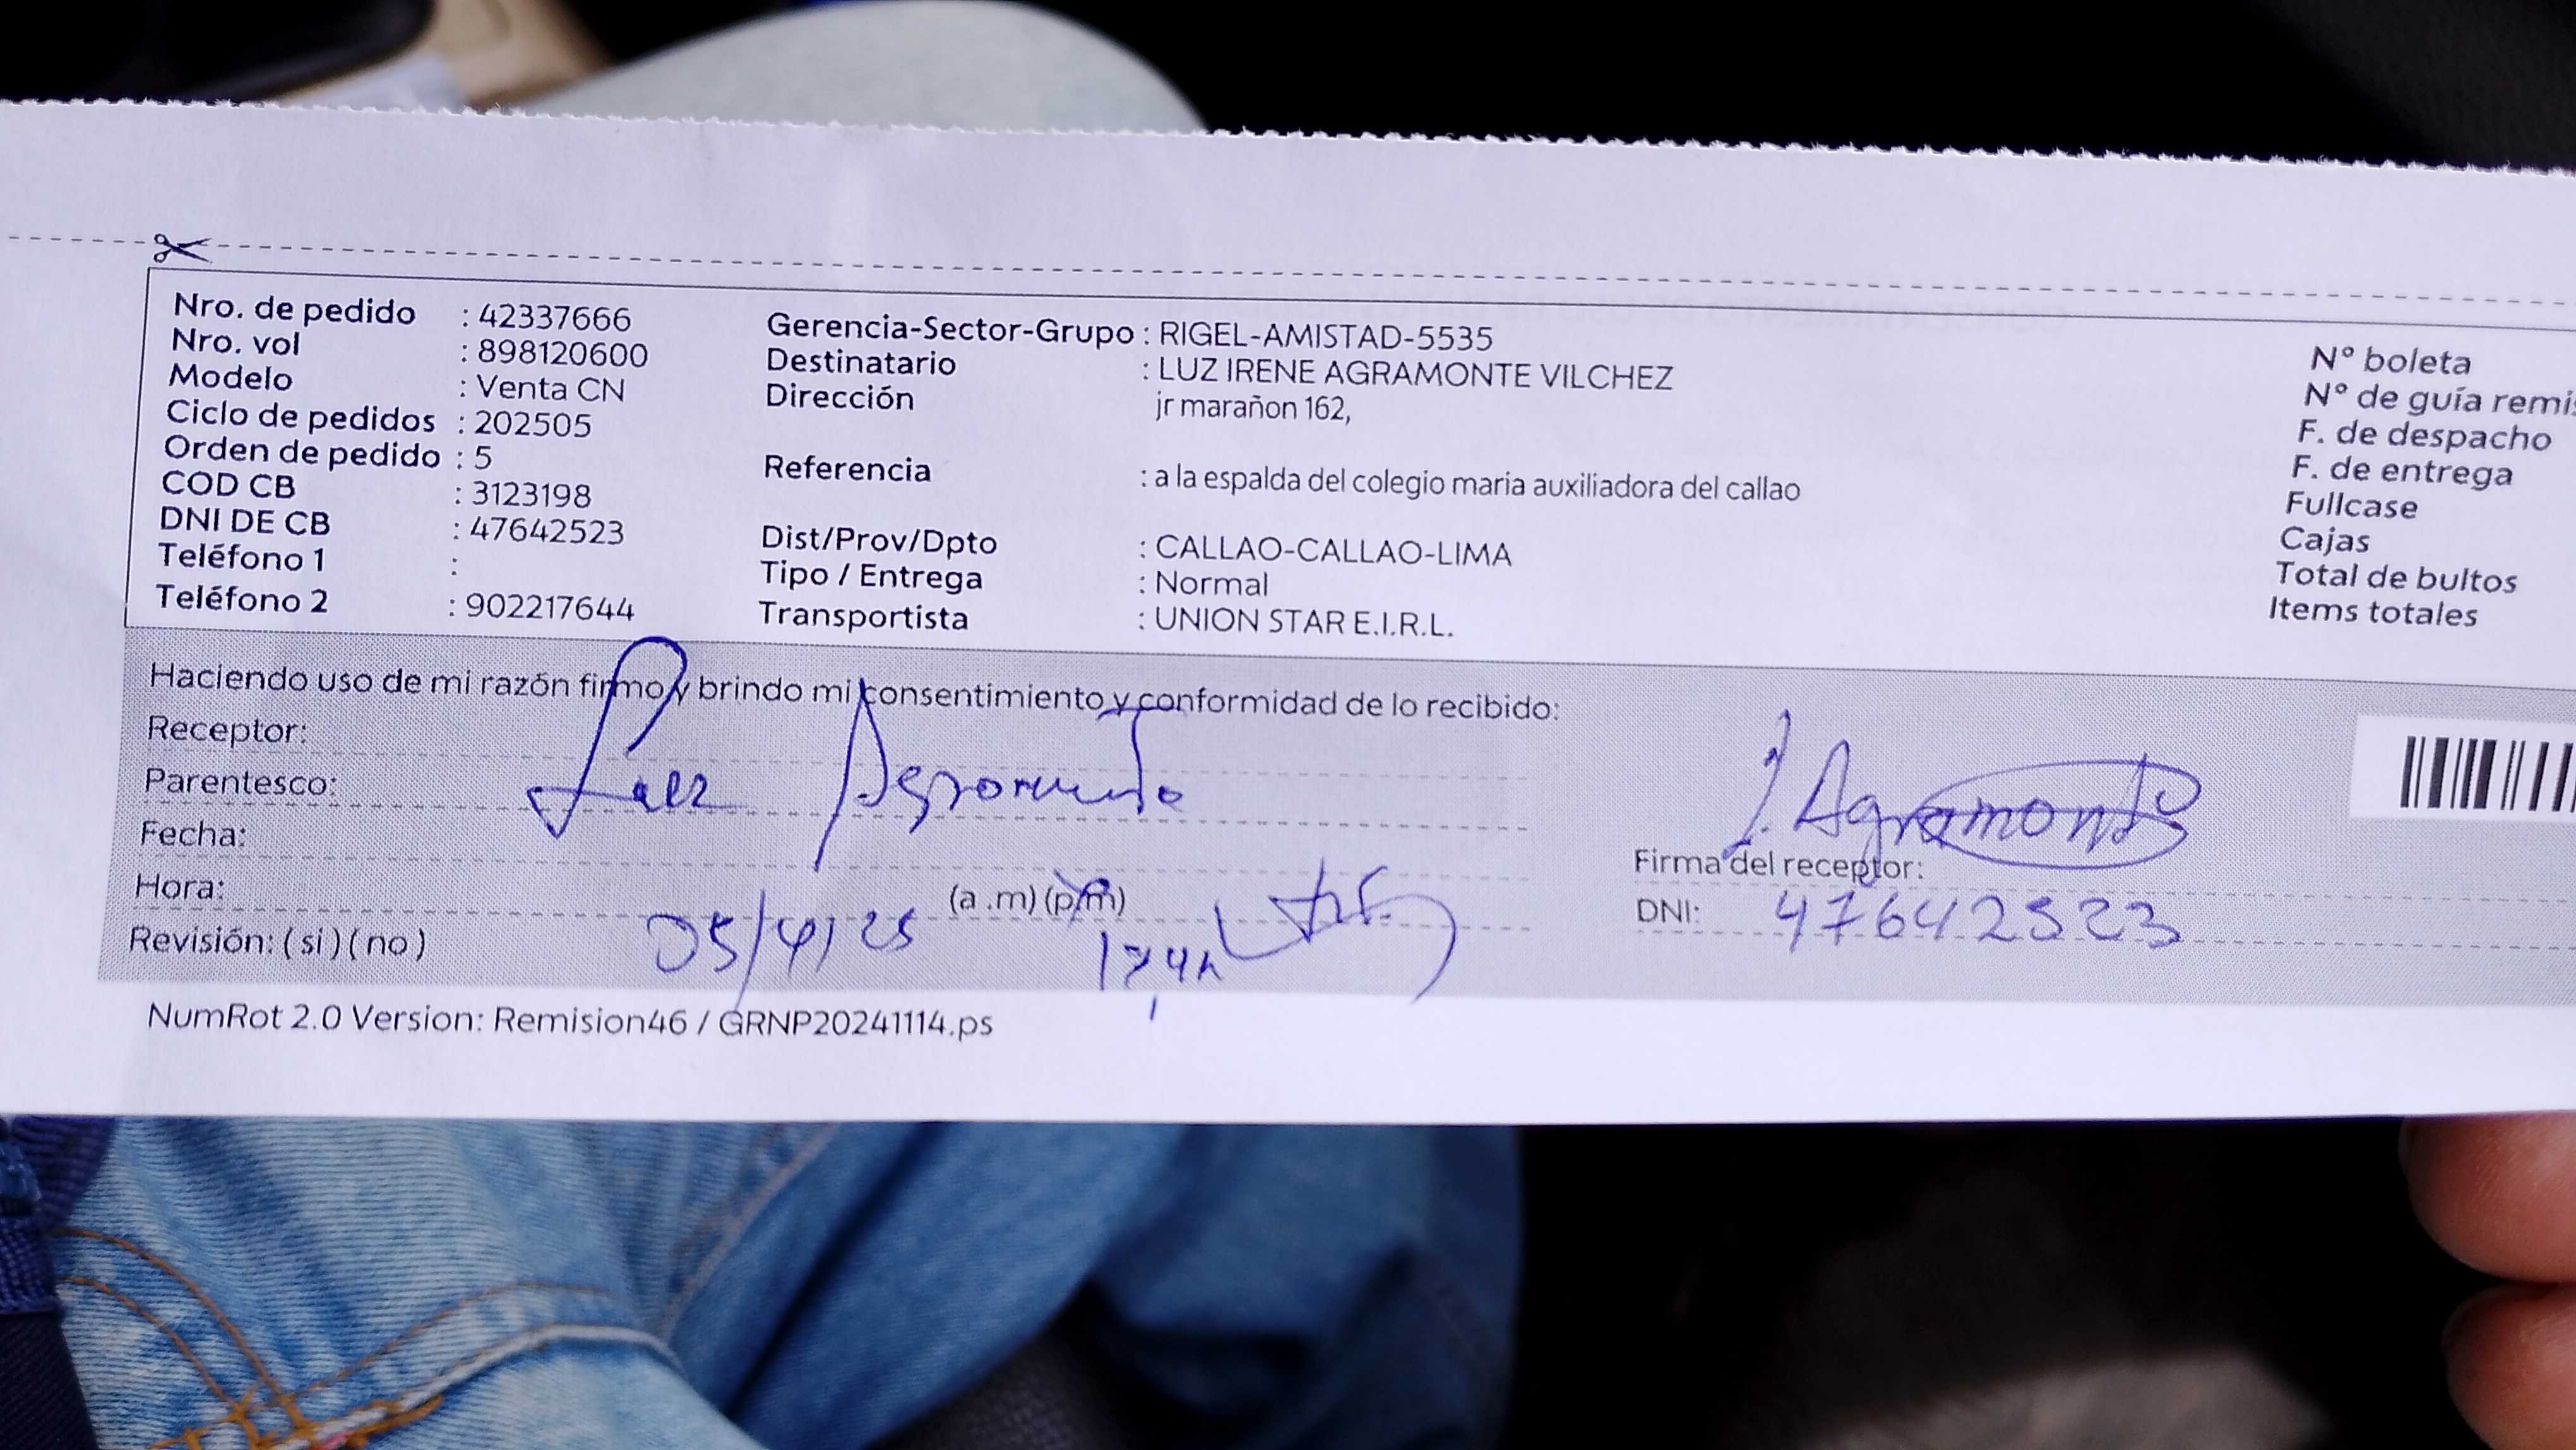 Nro. de pedido : 42337666
Nro. vol : 898120600
Modelo : Venta CN
Ciclo de pedidos : 202505
Orden de pedido : 5
COD CB : 3123198
DNI DE CB : 47642523
Teléfono 1 :
Teléfono 2 : 902217644
Gerencia-Sector-Grupo : RIGEL-AMISTAD-5535
Destinatario : LUZ IRENE AGRAMONTE VILCHEZ
Dirección jr marañon 162,
Referencia : a la espalda del colegio maria auxiliadora del callao
Dist/Prov/Dpto : CALLAO-CALLAO-LIMA
Tipo / Entrega : Normal
Transportista : UNION STAR E.I.R.L.
N° boleta
N° de guía
F. de despacho
F. de entrega
Fullcase
Cajas
Total de bultos
Items totales
Haciendo uso de mi razón firmo y brindo mi consentimiento y conformidad de lo recibido:
Receptor:
Parentesco: Luz Agramonte
Fecha:
Hora: (a .m) (p.m)
Revisión: ( si ) ( no ) 05/4/25
J. Agramonte
Firma del receptor:
DNI: 47642523
NumRot 2.0 Version: Remision46 / GRNP20241114.ps